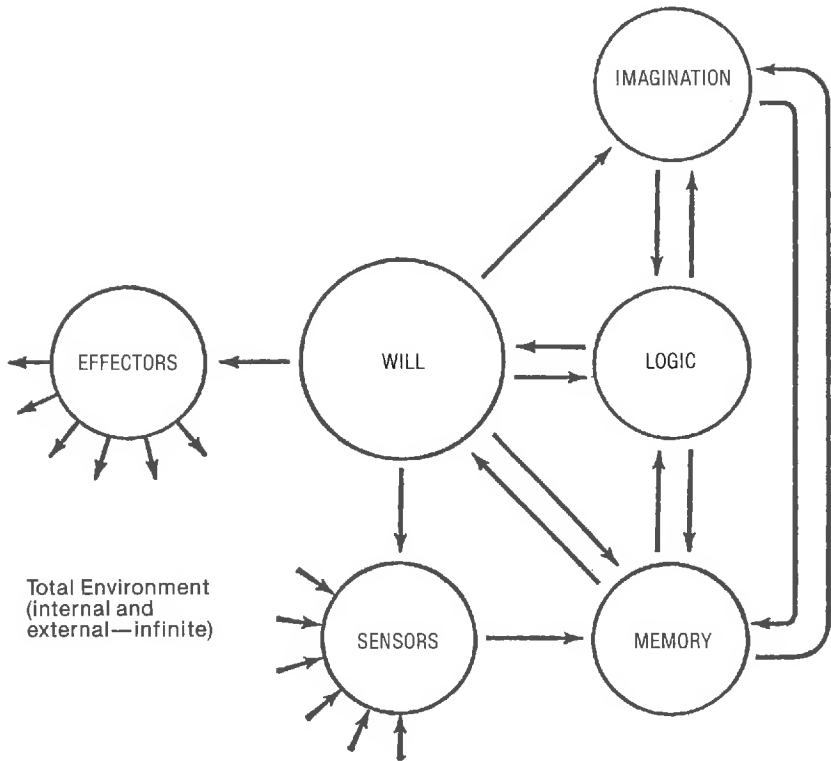 IMAGINATION
EFFECTORS
WILL
LOGIC
Total Environment
(internal and
external—infinite)
SENSORS
MEMORY